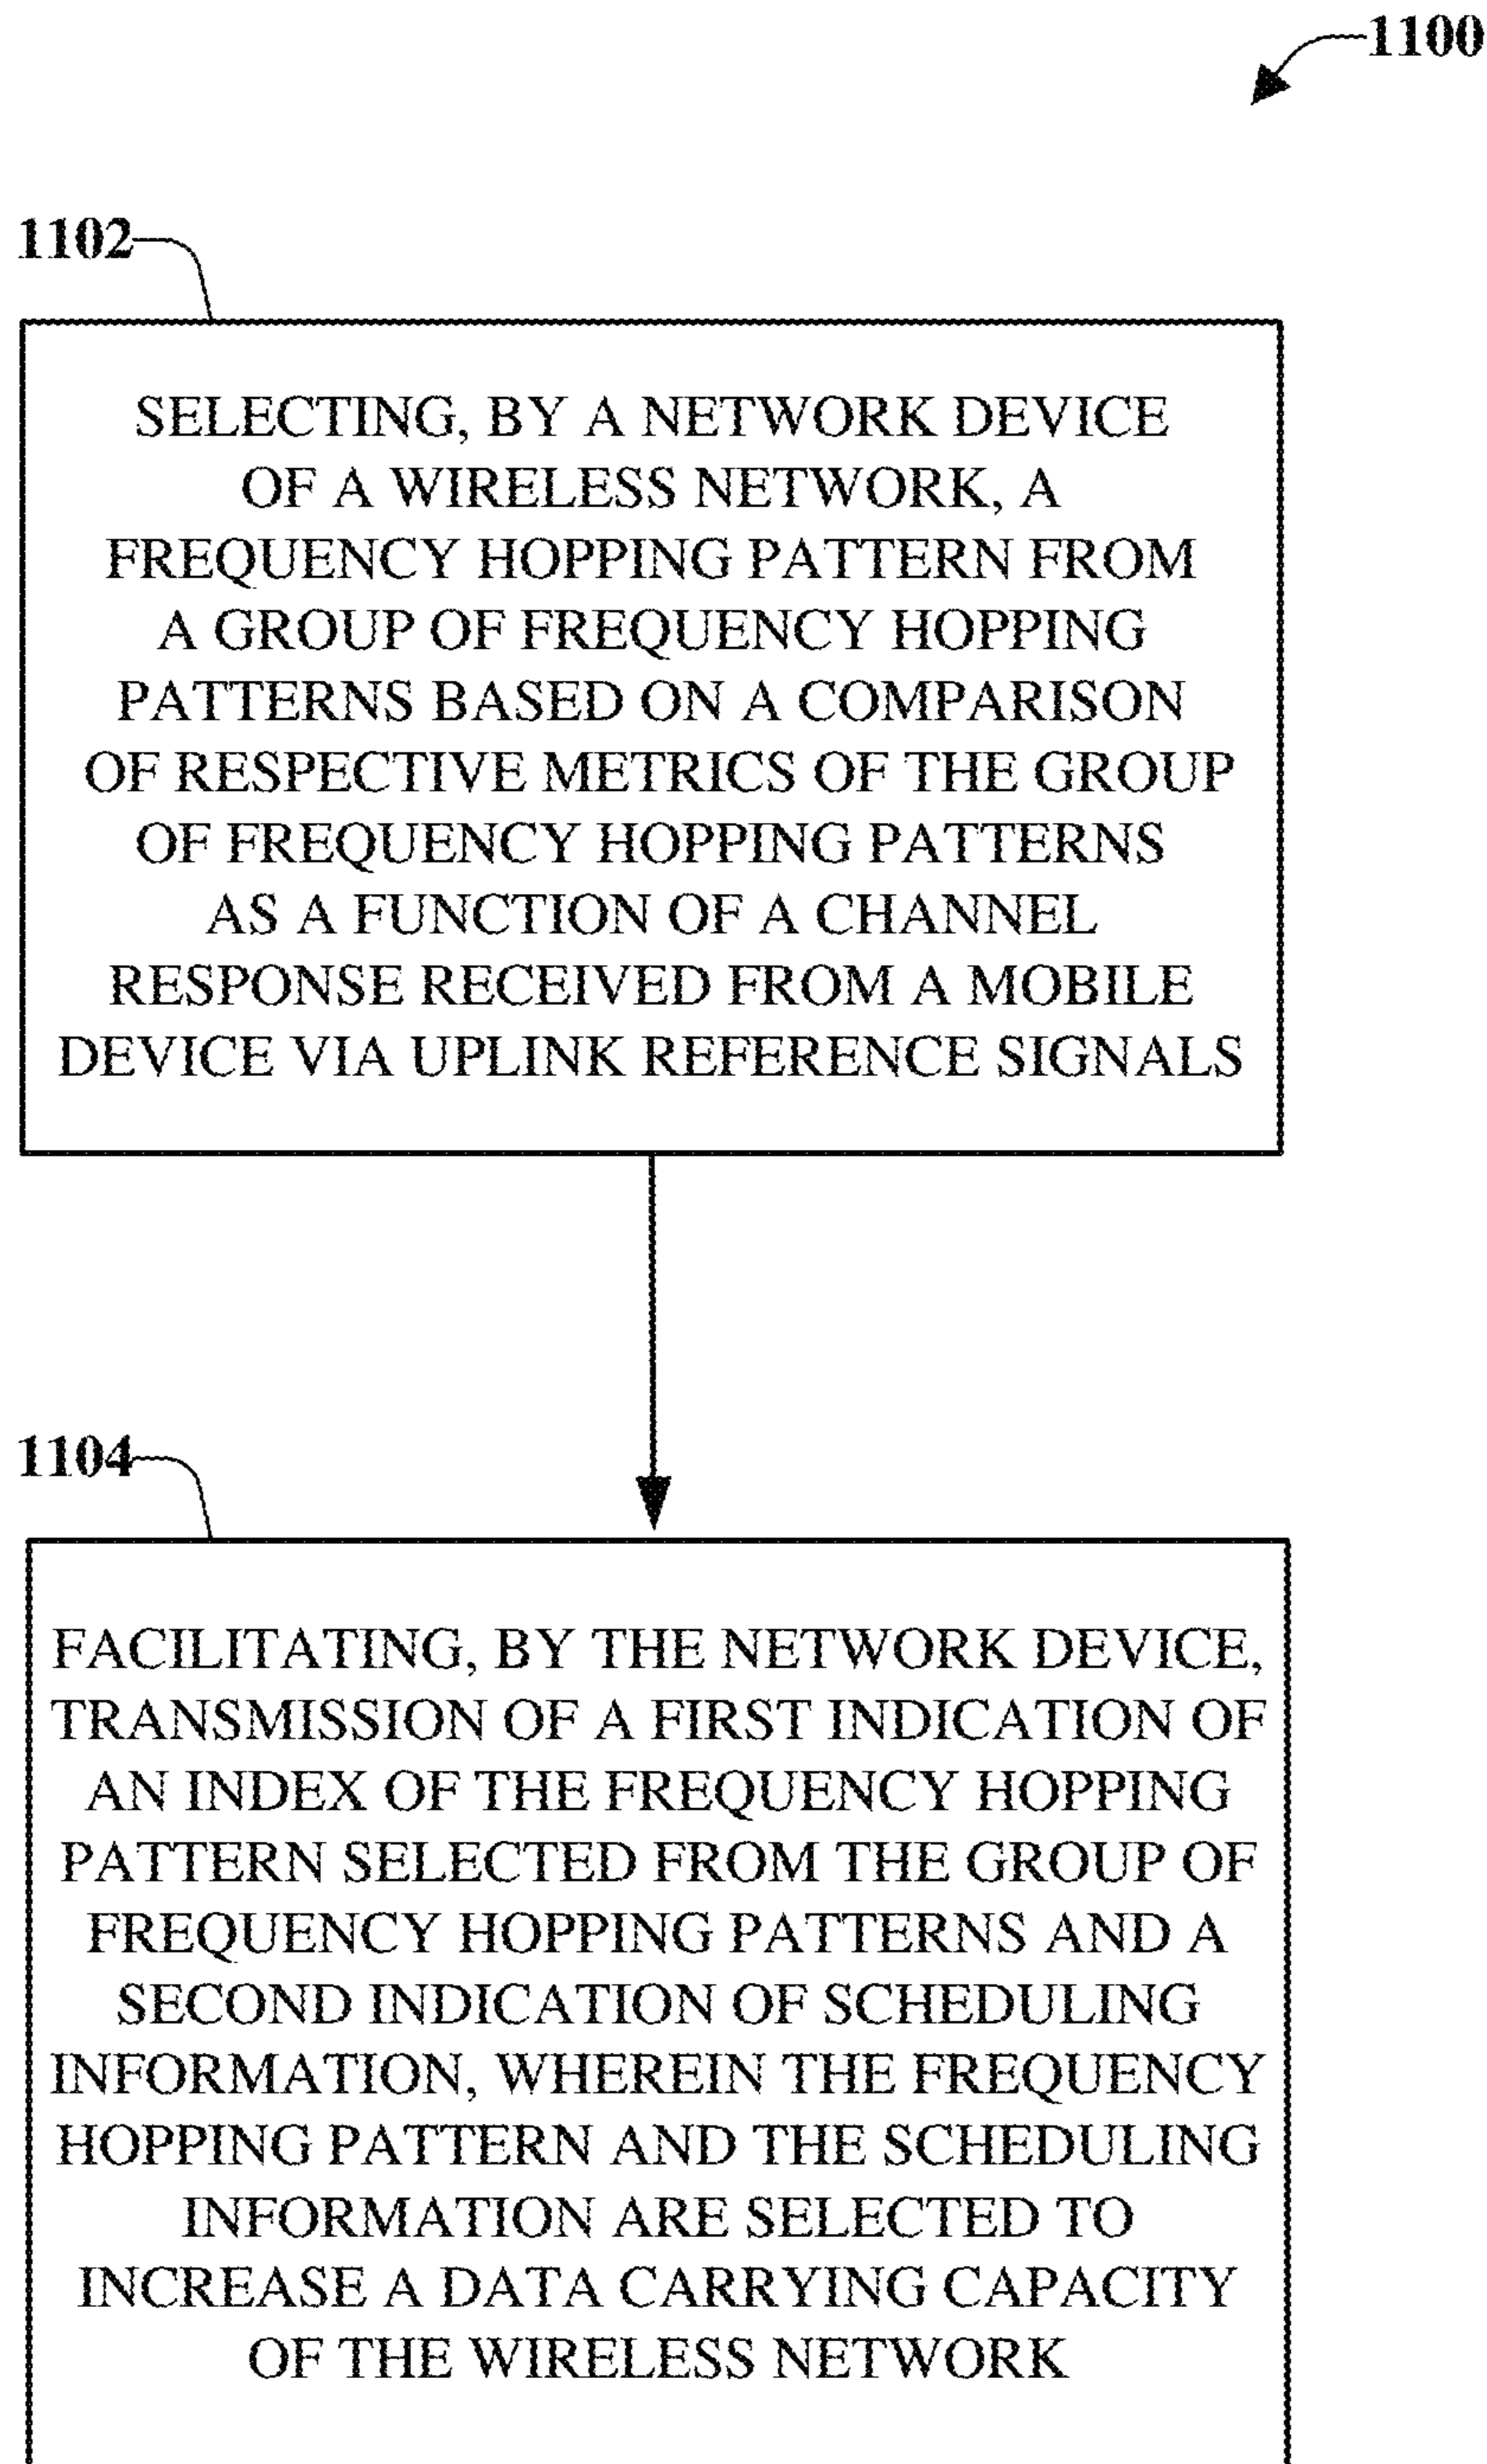 1100
1102
SELECTING, BY A NETWORK DEVICE
OF A WIRELESS NETWORK, A
FREQUENCY HOPPING PATTERN FROM
A GROUP OF FREQUENCY HOPPING
PATTERNS BASED ON A COMPARISON
OF RESPECTIVE METRICS OF THE GROUP
OF FREQUENCY HOPPING PATTERNS
AS A FUNCTION OF A CHANNEL
RESPONSE RECEIVED FROM A MOBILE
DEVICE VIA UPLINK REFERENCE SIGNALS
1104
FACILITATING, BY THE NETWORK DEVICE,
TRANSMISSION OF A FIRST INDICATION OF
AN INDEX OF THE FREQUENCY HOPPING
PATTERN SELECTED FROM THE GROUP OF
FREQUENCY HOPPING PATTERNS AND A
SECOND INDICATION OF SCHEDULING
INFORMATION, WHEREIN THE FREQUENCY
HOPPING PATTERN AND THE SCHEDULING
INFORMATION ARE SELECTED TO
INCREASE A DATA CARRYING CAPACITY
OF THE WIRELESS NETWORK